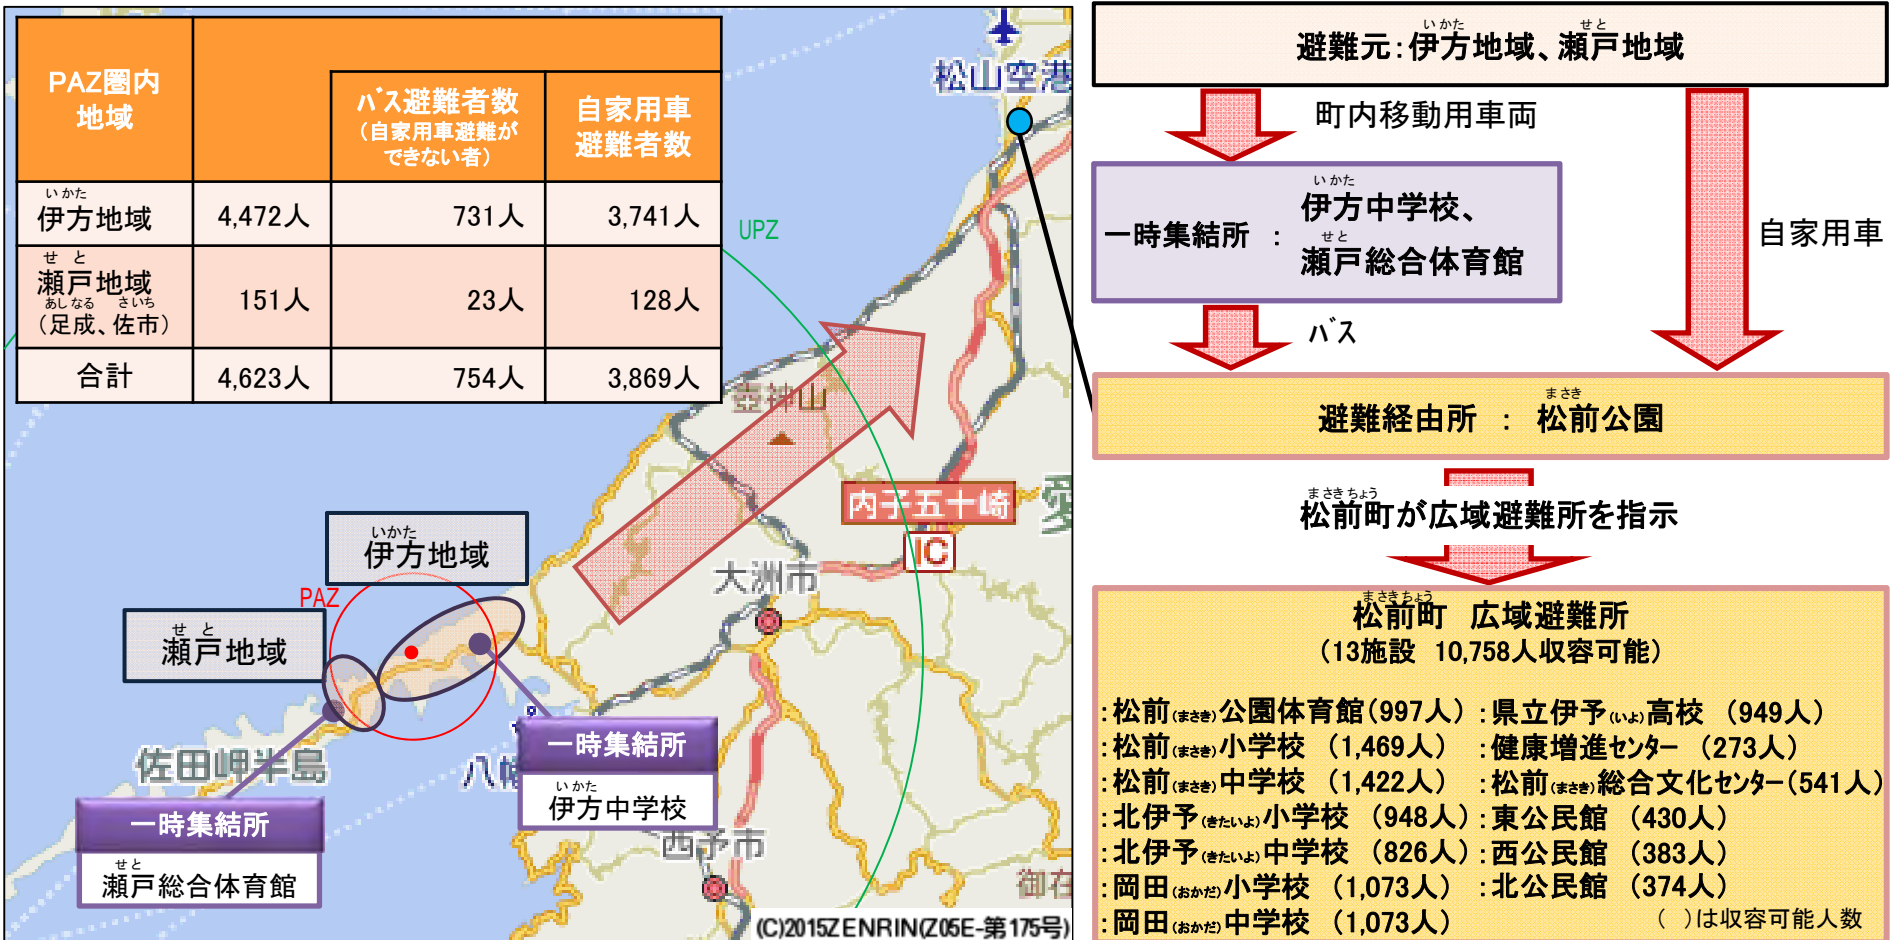 PAZ圏内
地域
バス避難者数
(自家用車避難が
できない者)
自家用車
避難者数
いかた
伊方地域
4,472人
731人
3,741人
せと
瀬戸地域
あしなる さいち
(足成、佐市)
151人
23人
128人
合計
4,623人
754人
3,869人
松山空港
UPZ
壺神山
内子五十崎
IC
愛
大洲市
いかた
伊方地域
PAZ
せと
瀬戸地域
佐田岬半島
八幡
一時集結所
いかた
伊方中学校
一時集結所
せと
瀬戸総合体育館
西予市
御在
(C)2015ZENRIN(Z05E-第175号)
いかた せと
避難元:伊方地域、瀬戸地域
町内移動用車両
自家用車
いかた
一時集結所 : 伊方中学校、
せと
瀬戸総合体育館
バス
まさき
避難経由所 : 松前公園
まさきちょう
松前町が広域避難所を指示
まさきちょう
松前町 広域避難所
(13施設 10,758人収容可能)
:松前(まさき)公園体育館(997人)
:松前(まさき)小学校 (1,469人)
:松前(まさき)中学校 (1,422人)
:北伊予(きたいよ)小学校 (948人)
:北伊予(きたいよ)中学校 (826人)
:岡田(おかだ)小学校 (1,073人)
:岡田(おかだ)中学校 (1,073人)
:県立伊予(いよ)高校 (949人)
:健康増進センター (273人)
:松前(まさき)総合文化センター(541人)
:東公民館 (430人)
:西公民館 (383人)
:北公民館 (374人)
( )は収容可能人数